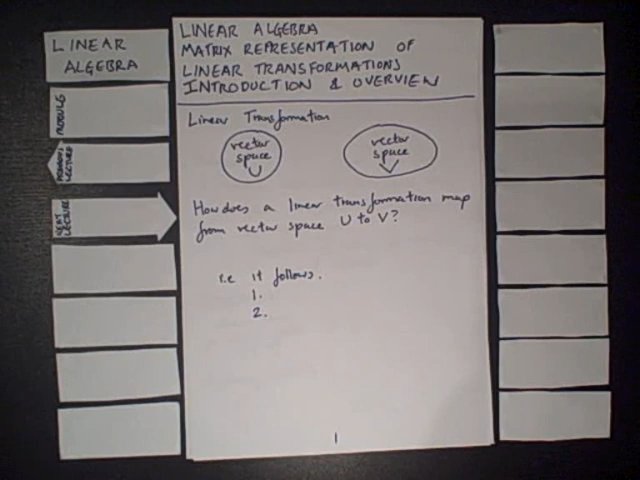 LINEAR
ALGEBRA
MODULE
PREVIOUS
LECTURE
NEXT
LECTURE
LINEAR ALGEBRA
MATRIX REPRESENTATION OF
LINEAR TRANSFORMATIONS
INTRODUCTION & OVERVIEW
Linear Transformation
vector
space
U
vector
space
V
How does a linear transformation map
from vector space U to V?
i.e it follows.
1.
2.
1